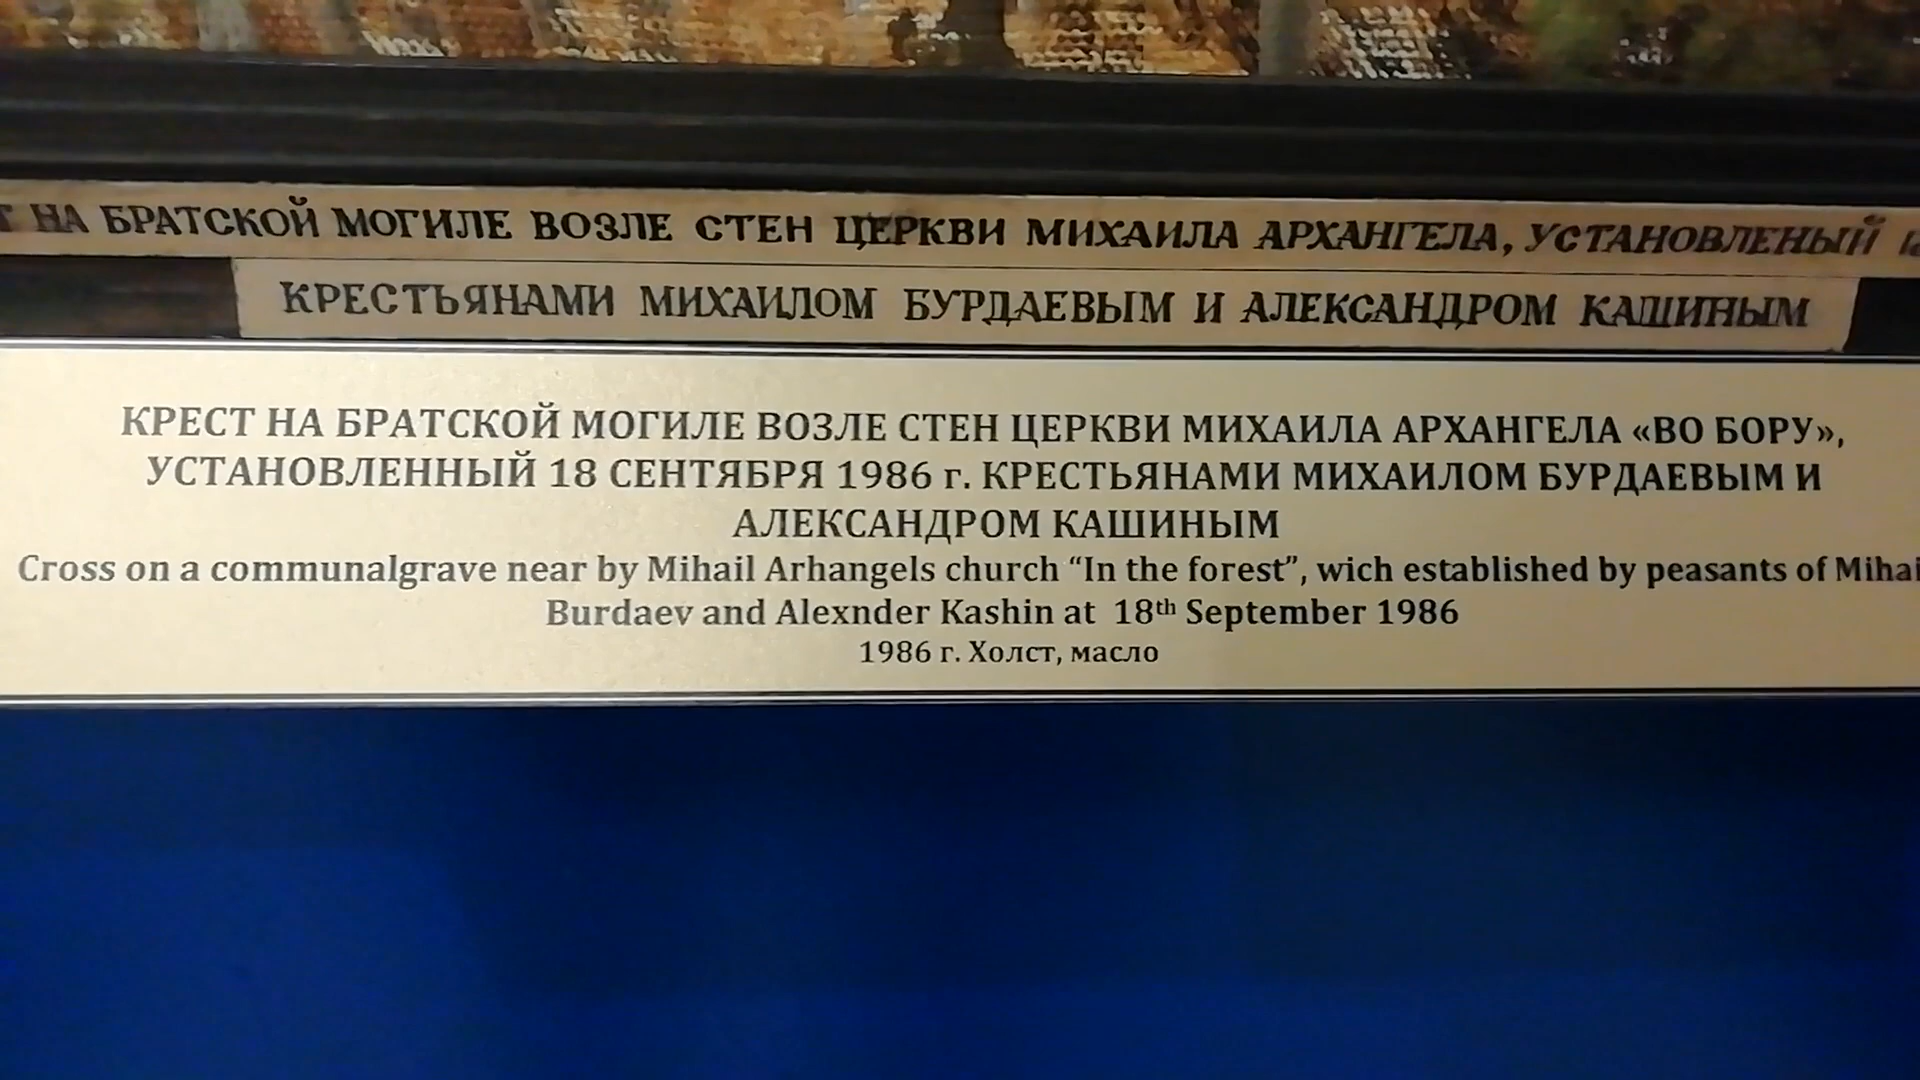 НА БРАТСКОЙ МОГИЛЕ ВОЗЛЕ СТЕН ЦЕРКВИ МИХАИЛА АРХАНГЕЛА, УСТАНОВЛЕНЫЙ
КРЕСТЬЯНАМИ МИХАИЛОМ БУРДАЕВЫМ И АЛЕКСАНДРОМ КАШИНЫМ
КРЕСТ НА БРАТСКОЙ МОГИЛЕ ВОЗЛЕ СТЕН ЦЕРКВИ МИХАИЛА АРХАНГЕЛА «ВО БОРУ»,
УСТАНОВЛЕННЫЙ 18 СЕНТЯБРЯ 1986 г. КРЕСТЬЯНАМИ МИХАИЛОМ БУРДАЕВЫМ И
АЛЕКСАНДРОМ КАШИНЫМ
Cross on a communalgrave near by Mihail Arhangels church “In the forest”, wich established by peasants of Mihai
Burdaev and Alexnder Kashin at 18th September 1986
1986 г. Холст, масло